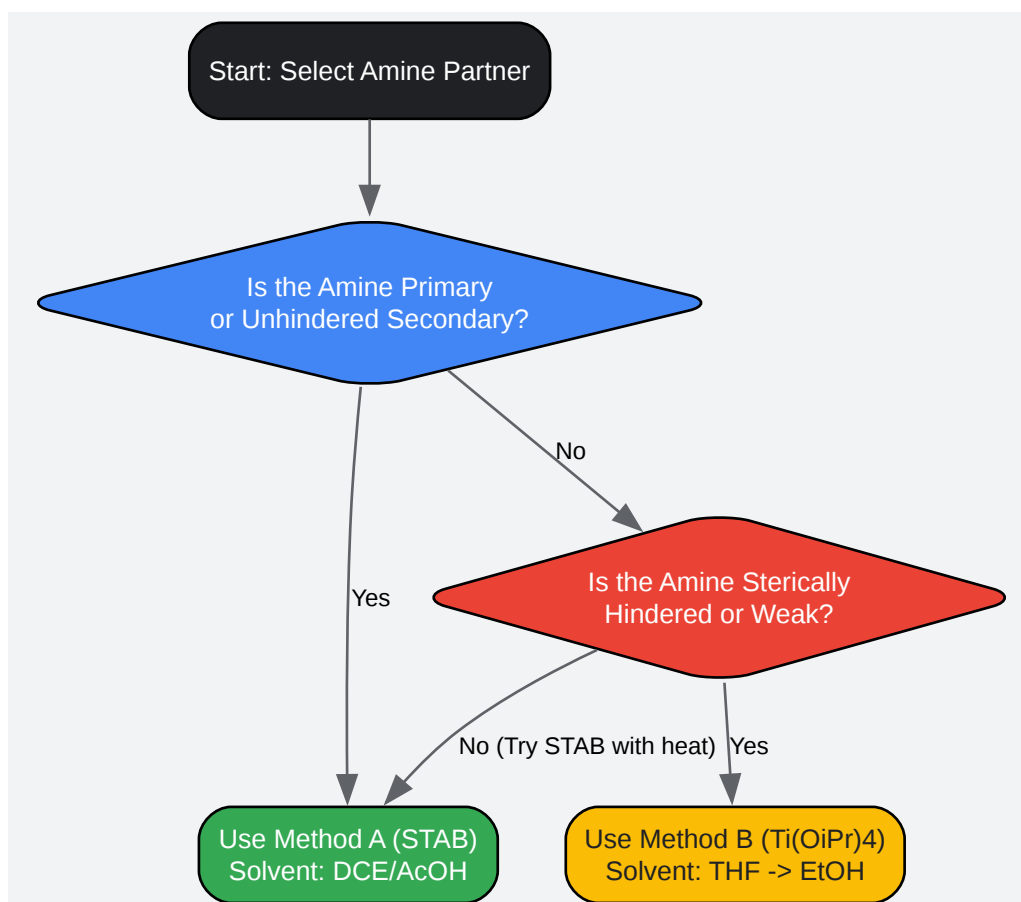 Start: Select Amine Partner
Is the Amine Primary
or Unhindered Secondary?
No
Is the Amine Sterically
Hindered or Weak?
Yes
No (Try STAB with heat)
Yes
Use Method A (STAB)
Solvent: DCE/AcOH
Use Method B (Ti(OiPr)4)
Solvent: THF -> EtOH